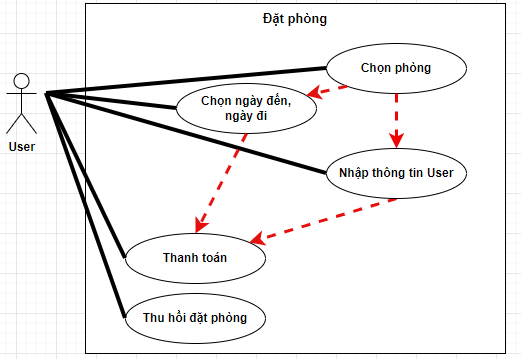 Đặt phòng
Chọn phòng
Chọn ngày đến,
ngày đi
User
Nhập thông tin User
Thanh toán
Thu hồi đặt phòng